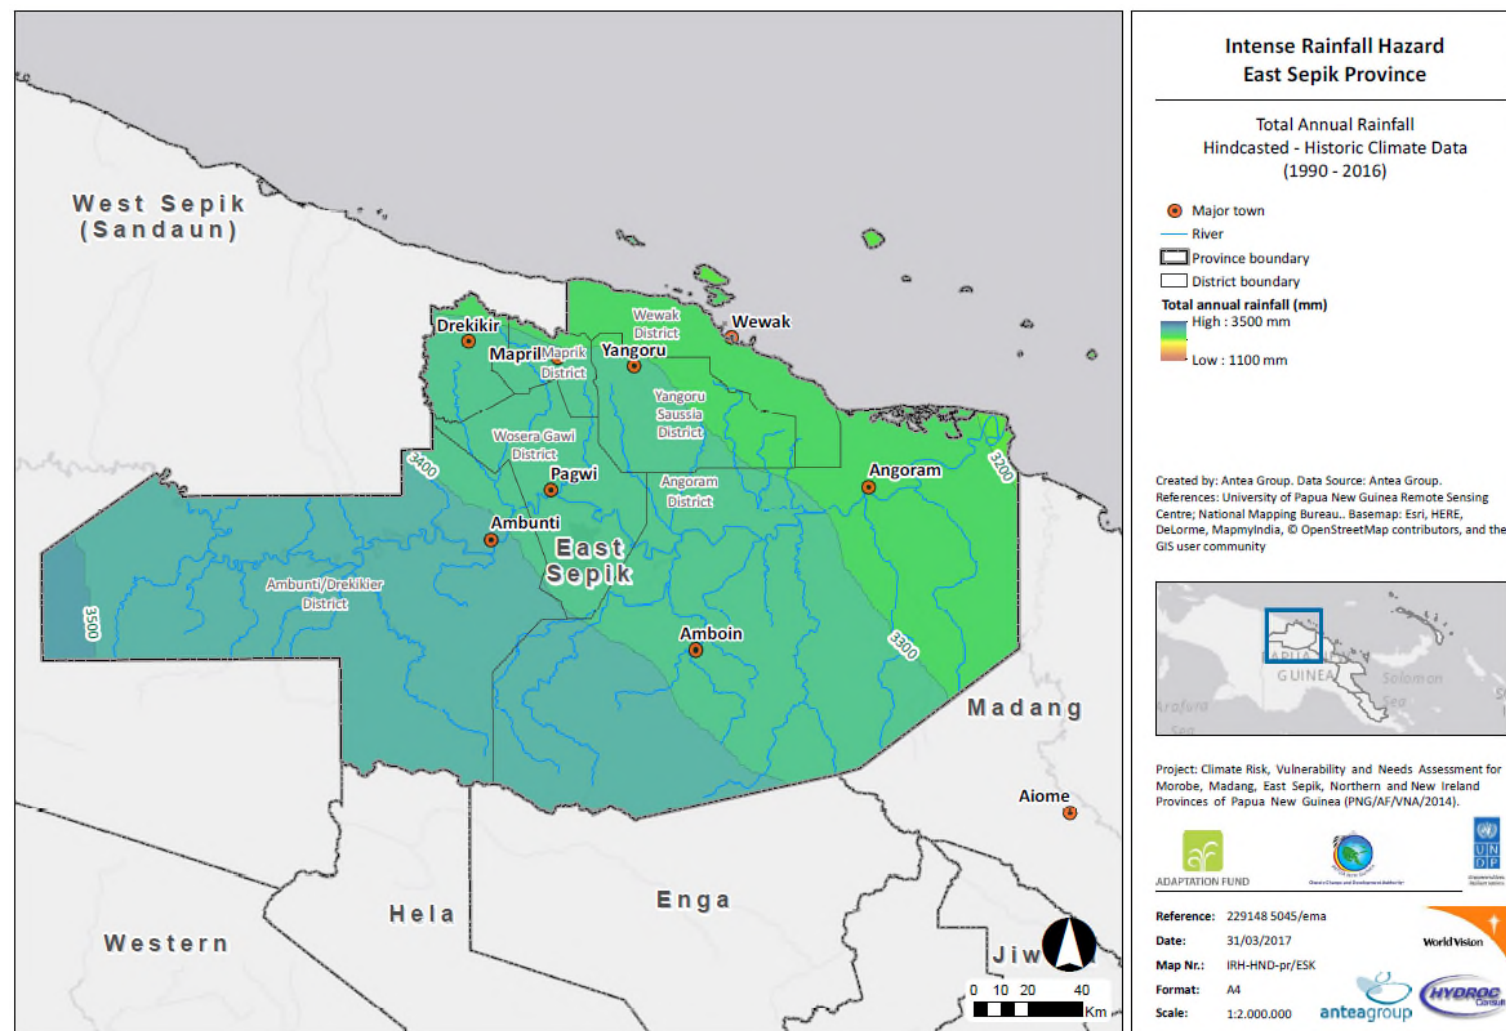 West Sepik
(Sandaun)
Drekikir
Wewak
District
Wewak
Maprik
District
Yangoru
Yangoru
Saussia
District
Wosera Gawi
District
3400
Pagwi
Angoram
District
Angoram
3200
Ambunti
East
Sepik
Ambunti/Drekikier
District
3500
Amboin
3300
Madang
Aiome
Hela
Enga
Western
Jiw
0 10 20 40
Km
Intense Rainfall Hazard
East Sepik Province
Total Annual Rainfall
Hindcasted - Historic Climate Data
(1990 - 2016)
Major town
River
Province boundary
District boundary
Total annual rainfall (mm)
High : 3500 mm
Low : 1100 mm
Created by: Antea Group. Data Source: Antea Group.
References: University of Papua New Guinea Remote Sensing
Centre; National Mapping Bureau.. Basemap: Esri, HERE,
DeLorme, MapmyIndia, © OpenStreetMap contributors, and the
GIS user community
GUINEA
Solomon
Sea
Arafura
Sea
Project: Climate Risk, Vulnerability and Needs Assessment for
Morobe, Madang, East Sepik, Northern and New Ireland
Provinces of Papua New Guinea (PNG/AF/VNA/2014).
ADAPTATION FUND
Climate Change and Development Authority
UN
DP
Reference: 229148 5045/ema
Date: 31/03/2017
Map Nr.: IRH-HND-pr/ESK
Format: A4
Scale: 1:2.000.000
World Vision
anteagroup
HYDROC
Consult